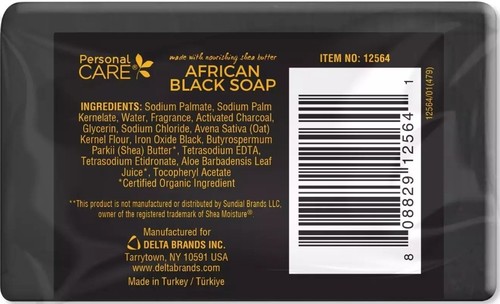 Personal
CARE®
made with nourishing shea butter
AFRICAN
BLACK SOAP
ITEM NO: 12564
INGREDIENTS: Sodium Palmate, Sodium Palm
Kernelate, Water, Fragrance, Activated Charcoal,
Glycerin, Sodium Chloride, Avena Sativa (Oat)
Kernel Flour, Iron Oxide Black, Butyrospermum
Parkii (Shea) Butter*, Tetrasodium EDTA,
Tetrasodium Etidronate, Aloe Barbadensis Leaf
Juice*, Tocopheryl Acetate
*Certified Organic Ingredient
**This product is not manufactured or distributed by Sundial Brands LLC,
owner of the registered trademark of Shea Moisture®.
Manufactured for
DELTA BRANDS INC.
Tarrytown, NY 10591 USA
www.deltabrands.com
Made in Turkey / Türkiye
8 08829 12564 1
12564/01(479)